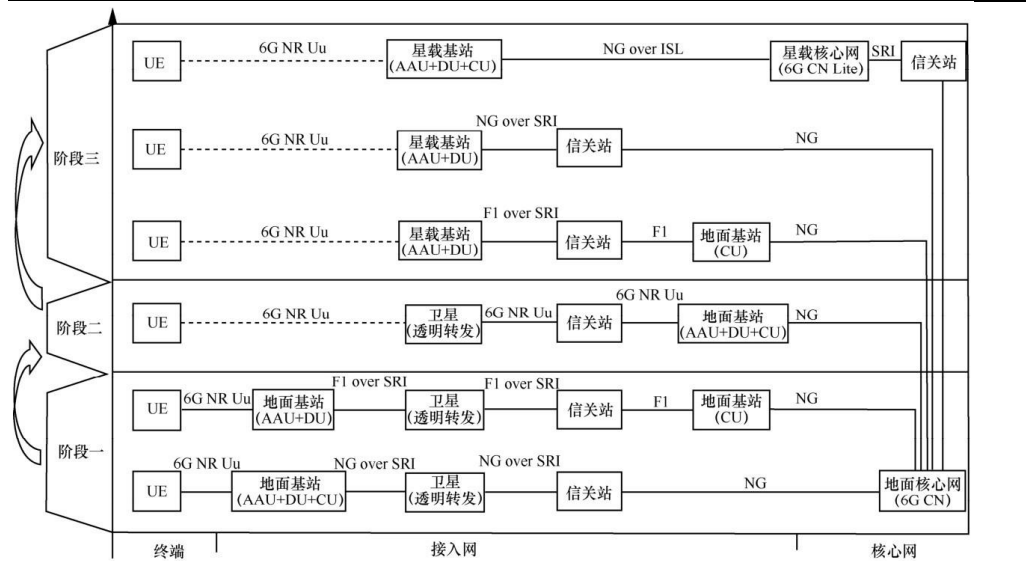 6G NR Uu
NG over ISL
SRI
UE
星载基站
(AAU+DU+CU)
星载核心网
(6G CN Lite)
信关站
阶段三
UE
6G NR Uu
星载基站
(AAU+DU)
NG over SRI
信关站
NG
UE
6G NR Uu
星载基站
(AAU+DU)
F1 over SRI
信关站
F1
地面基站
(CU)
NG
阶段二
UE
6G NR Uu
卫星
(透明转发)
6G NR Uu
信关站
6G NR Uu
地面基站
(AAU+DU+CU)
NG
阶段一
UE
6G NR Uu
地面基站
(AAU+DU)
F1 over SRI
卫星
(透明转发)
F1 over SRI
信关站
F1
地面基站
(CU)
NG
UE
6G NR Uu
地面基站
(AAU+DU+CU)
NG over SRI
卫星
(透明转发)
NG over SRI
信关站
NG
地面核心网
(6G CN)
终端
接入网
核心网